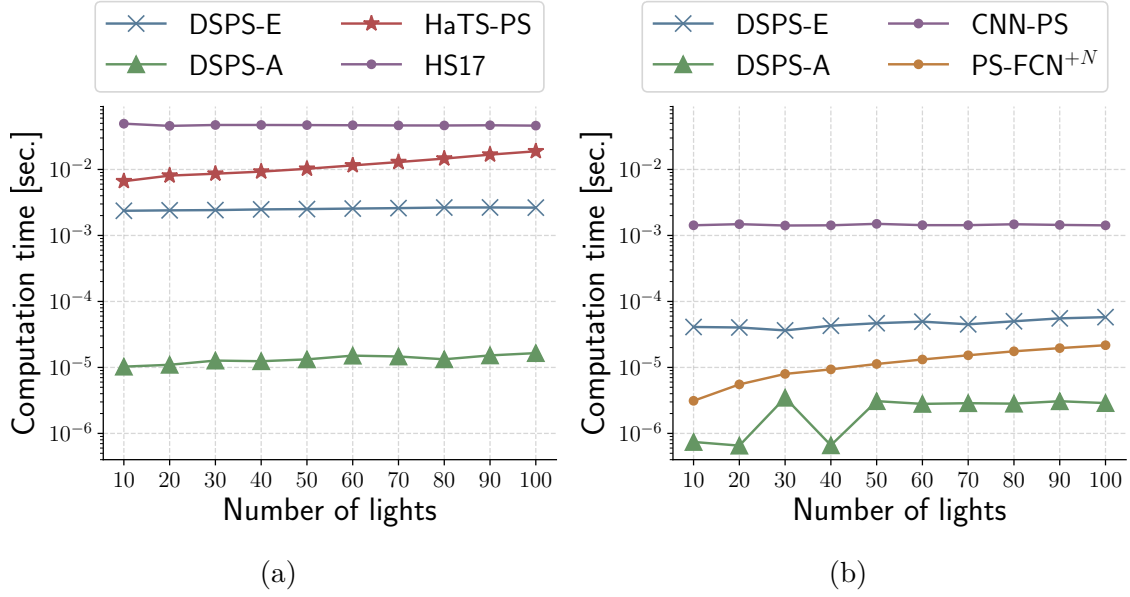 DSPS-E HaTS-PS
DSPS-A HS17
Computation time [sec.]
10^{-2}
10^{-3}
10^{-4}
10^{-5}
10^{-6}
10 20 30 40 50 60 70 80 90 100
Number of lights
(a)
DSPS-E CNN-PS
DSPS-A PS-FCN^{+N}
Computation time [sec.]
10^{-2}
10^{-3}
10^{-4}
10^{-5}
10^{-6}
10 20 30 40 50 60 70 80 90 100
Number of lights
(b)